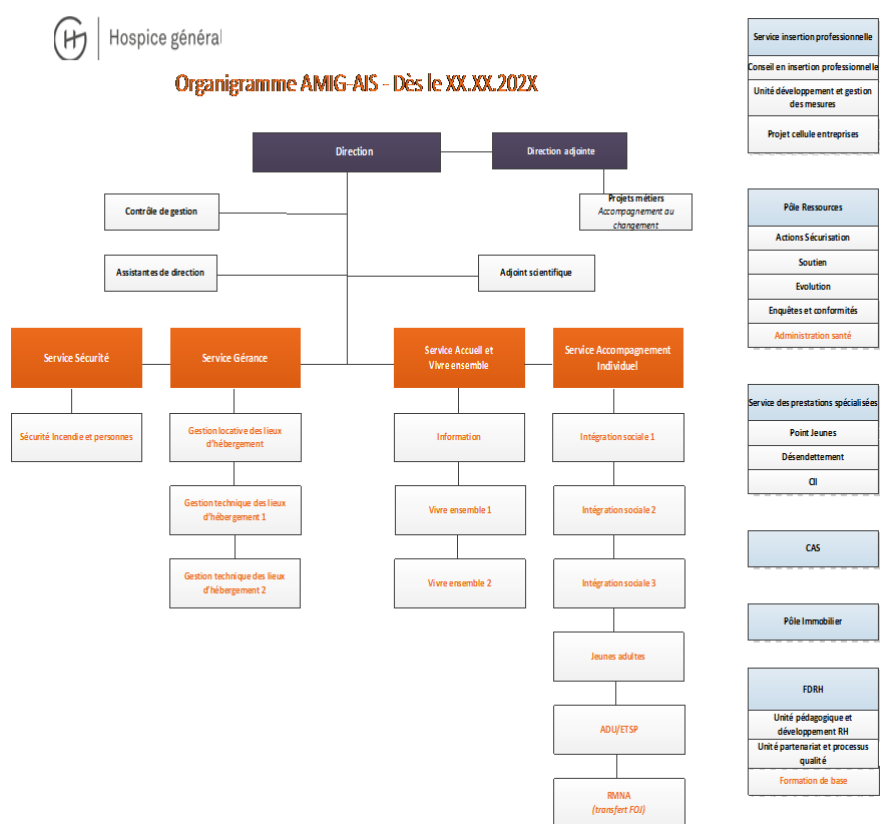 Hospice général
Organigramme AMIG-AIS - Dès le XX.XX.202X
Direction
Direction adjointe
Contrôle de gestion
Projets métiers
Accompagnement au
changement
Assistantes de direction
Adjoint scientifique
Service Sécurité
Service Gérance
Service Accueil et
Vivre ensemble
Service Accompagnement
Individuel
Sécurité Incendie et personnes
Gestion locative des lieux
d'hébergement
Information
Intégration sociale 1
Gestion technique des lieux
d'hébergement 1
Vivre ensemble 1
Intégration sociale 2
Gestion technique des lieux
d'hébergement 2
Vivre ensemble 2
Intégration sociale 3
Jeunes adultes
ADU/ETSP
RMNA
(transfert FOJ)
Service insertion professionnelle
Conseil en insertion professionnelle
Unité développement et gestion
des mesures
Projet cellule entreprises
Pôle Ressources
Actions Sécurisation
Soutien
Evolution
Enquêtes et conformités
Administration santé
Service des prestations spécialisées
Point Jeunes
Désendettement
CII
CAS
Pôle Immobilier
FDRH
Unité pédagogique et
développement RH
Unité partenariat et processus
qualité
Formation de base